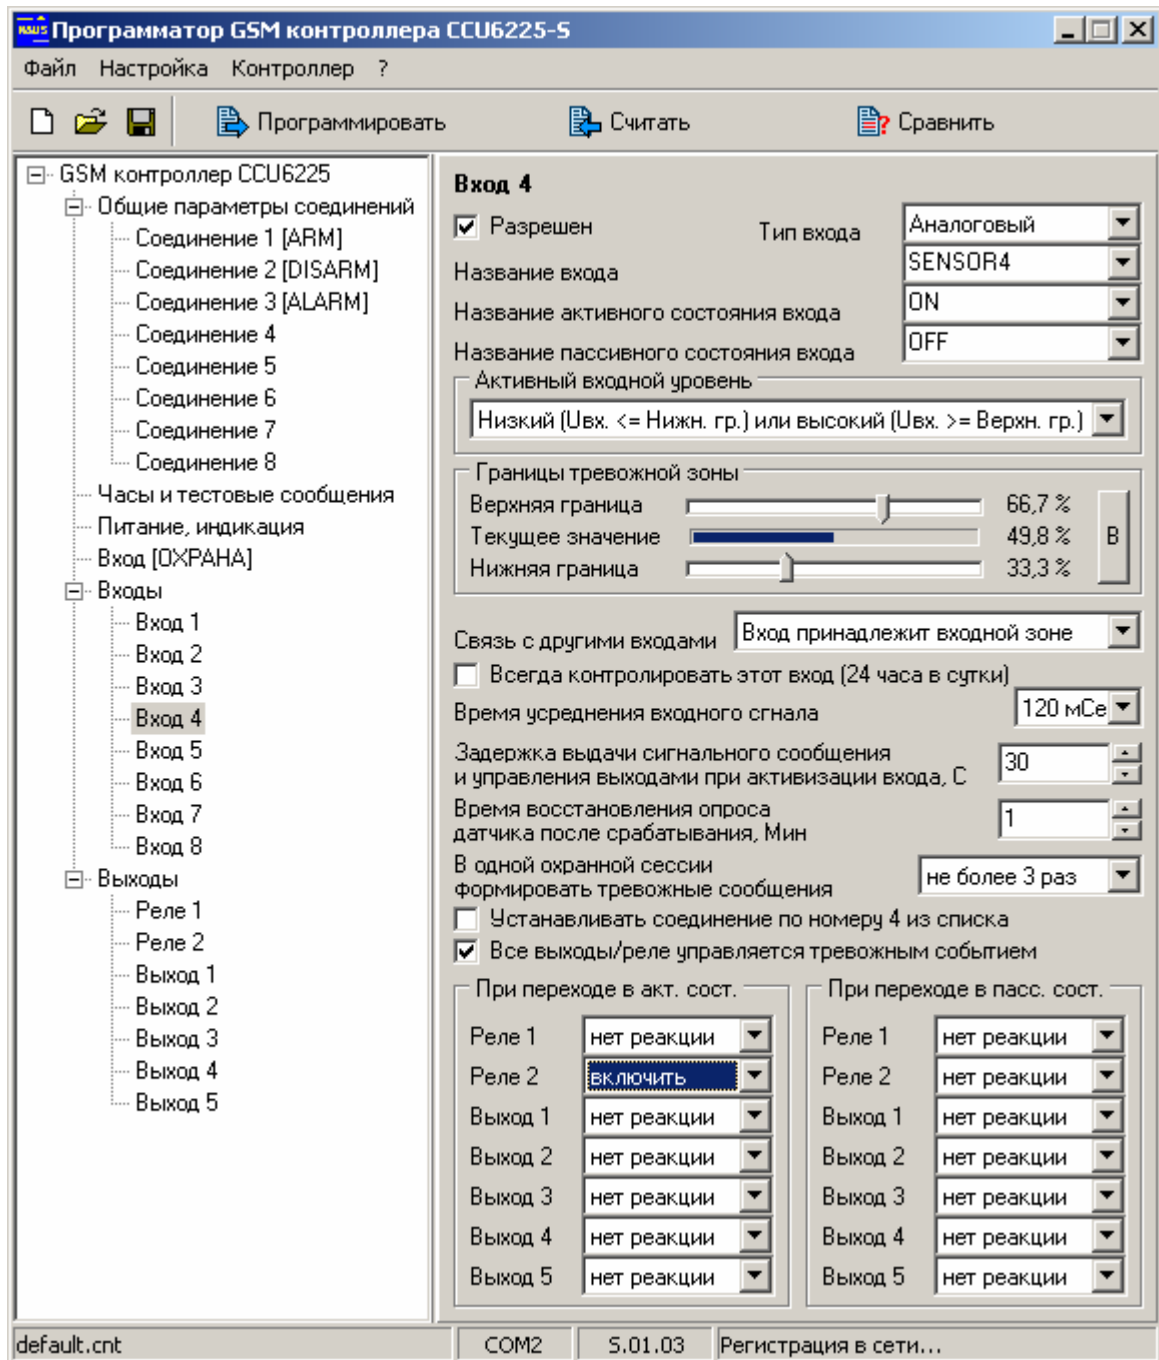 Программатор GSM контроллера CCU6225-S
Файл Настройка Контроллер ?
Программировать Считать Сравнить
GSM контроллер CCU6225
Общие параметры соединений
Соединение 1 [ARM]
Соединение 2 [DISARM]
Соединение 3 [ALARM]
Соединение 4
Соединение 5
Соединение 6
Соединение 7
Соединение 8
Часы и тестовые сообщения
Питание, индикация
Вход [ОХРАНА]
Входы
Вход 1
Вход 2
Вход 3
Вход 4
Вход 5
Вход 6
Вход 7
Вход 8
Выходы
Реле 1
Реле 2
Выход 1
Выход 2
Выход 3
Выход 4
Выход 5
Вход 4
Разрешен Тип входа Аналоговый
Название входа SENSOR4
Название активного состояния входа ON
Название пассивного состояния входа OFF
Активный входной уровень
Низкий (Uвх. <= Нижн. гр.) или высокий (Uвх. >= Верхн. гр.)
Границы тревожной зоны
Верхняя граница 66,7 %
Текущее значение 49,8 % В
Нижняя граница 33,3 %
Связь с другими входами Вход принадлежит входной зоне
Всегда контролировать этот вход (24 часа в сутки)
Время усреднения входного сгнала 120 мСе
Задержка выдачи сигнального сообщения
и управления выходами при активизации входа, С 30
Время восстановления опроса
датчика после срабатывания, Мин 1
В одной охранной сессии
формировать тревожные сообщения не более 3 раз
Устанавливать соединение по номеру 4 из списка
Все выходы/реле управляется тревожным событием
При переходе в акт. сост.
Реле 1 нет реакции
Реле 2 включить
Выход 1 нет реакции
Выход 2 нет реакции
Выход 3 нет реакции
Выход 4 нет реакции
Выход 5 нет реакции
При переходе в пасс. сост.
Реле 1 нет реакции
Реле 2 нет реакции
Выход 1 нет реакции
Выход 2 нет реакции
Выход 3 нет реакции
Выход 4 нет реакции
Выход 5 нет реакции
default.cnt COM2 S.01.03 Регистрация в сети...